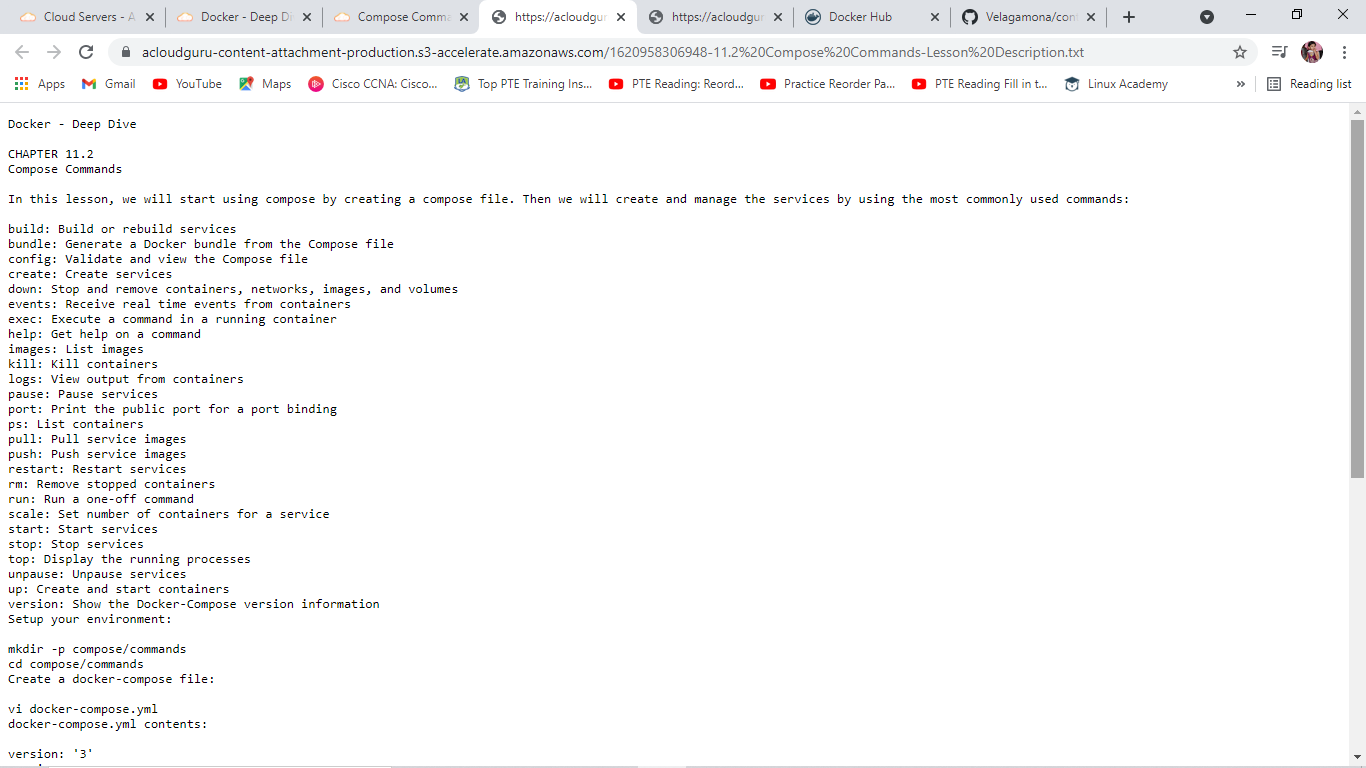 Cloud Servers - A
Docker - Deep Di
Compose Comma
https://acloudgur
https://acloudgur
Docker Hub
Velagamona/cont
acloudguru-content-attachment-production.s3-accelerate.amazonaws.com/1620958306948-11.2%20Compose%20Commands-Lesson%20Description.txt
Apps
Gmail
YouTube
Maps
Cisco CCNA: Cisco...
Top PTE Training Ins...
PTE Reading: Reord...
Practice Reorder Pa...
PTE Reading Fill in t...
Linux Academy
»
Reading list
Docker - Deep Dive
CHAPTER 11.2
Compose Commands
In this lesson, we will start using compose by creating a compose file. Then we will create and manage the services by using the most commonly used commands:
build: Build or rebuild services
bundle: Generate a Docker bundle from the Compose file
config: Validate and view the Compose file
create: Create services
down: Stop and remove containers, networks, images, and volumes
events: Receive real time events from containers
exec: Execute a command in a running container
help: Get help on a command
images: List images
kill: Kill containers
logs: View output from containers
pause: Pause services
port: Print the public port for a port binding
ps: List containers
pull: Pull service images
push: Push service images
restart: Restart services
rm: Remove stopped containers
run: Run a one-off command
scale: Set number of containers for a service
start: Start services
stop: Stop services
top: Display the running processes
unpause: Unpause services
up: Create and start containers
version: Show the Docker-Compose version information
Setup your environment:
mkdir -p compose/commands
cd compose/commands
Create a docker-compose file:
vi docker-compose.yml
docker-compose.yml contents:
version: '3'